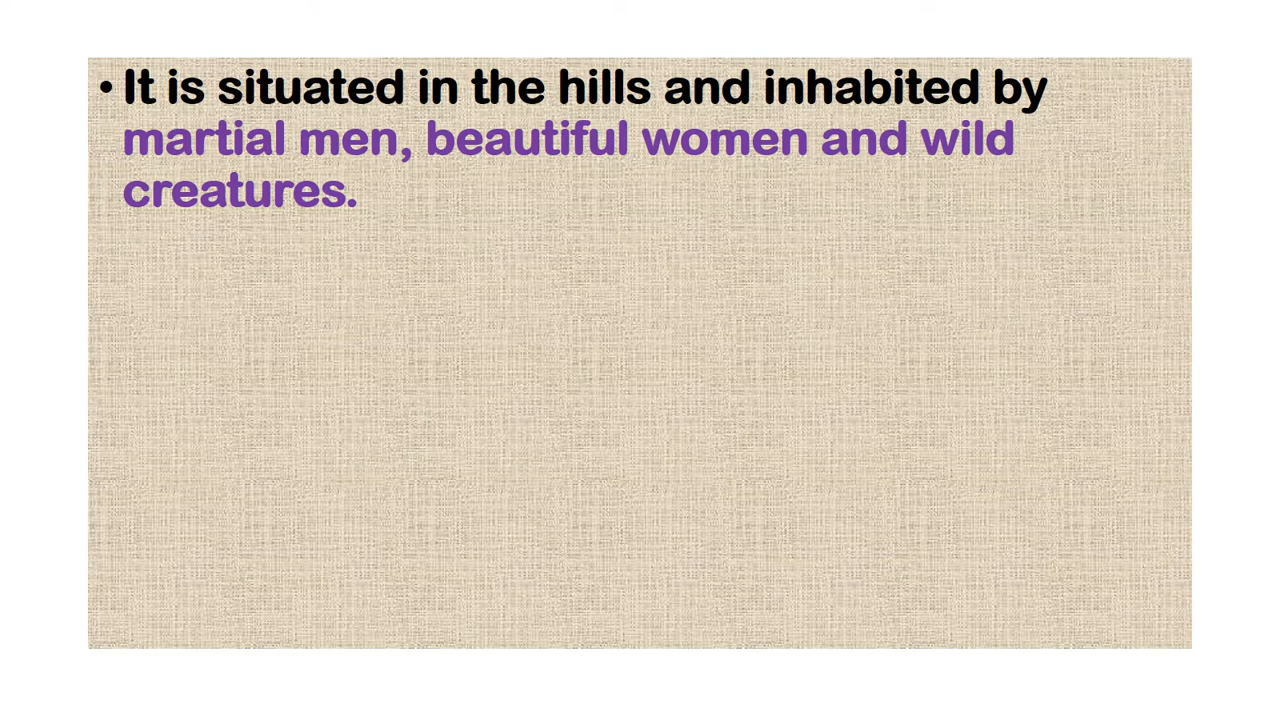 • It is situated in the hills and inhabited by
martial men, beautiful women and wild
creatures.